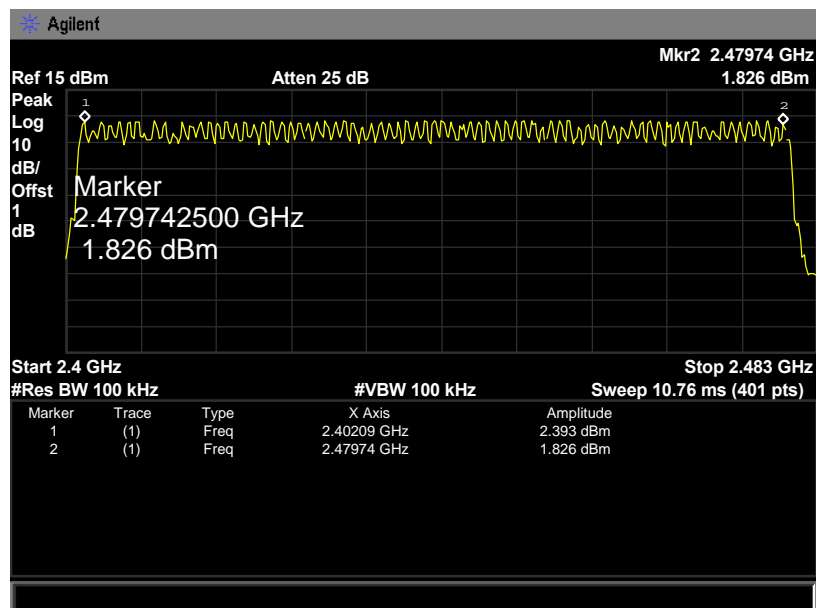 Agilent
Mkr2 2.47974 GHz
Ref 15 dBm Atten 25 dB 1.826 dBm
Peak
Log
10
dB/
Offst
1
dB
1
2
Marker
2.479742500 GHz
1.826 dBm
Start 2.4 GHz Stop 2.483 GHz
#Res BW 100 kHz #VBW 100 kHz Sweep 10.76 ms (401 pts)
Marker Trace Type X Axis Amplitude
1 (1) Freq 2.40209 GHz 2.393 dBm
2 (1) Freq 2.47974 GHz 1.826 dBm